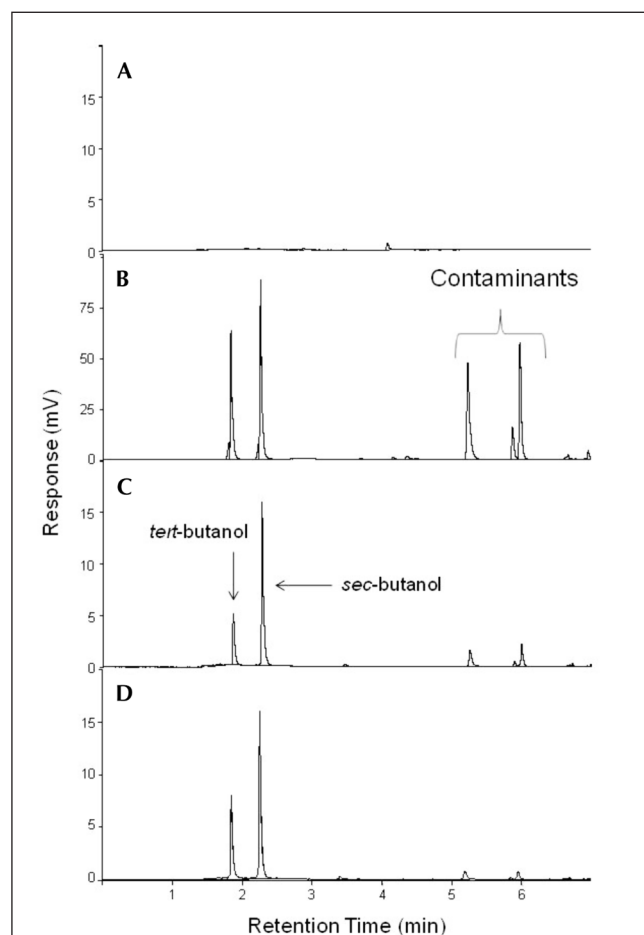 A
15
10
5
0
B
Contaminants
75
50
25
0
Response (mV)
C
15
tert-butanol
10
sec-butanol
5
0
D
15
10
5
0
1 2 3 4 5 6
Retention Time (min)